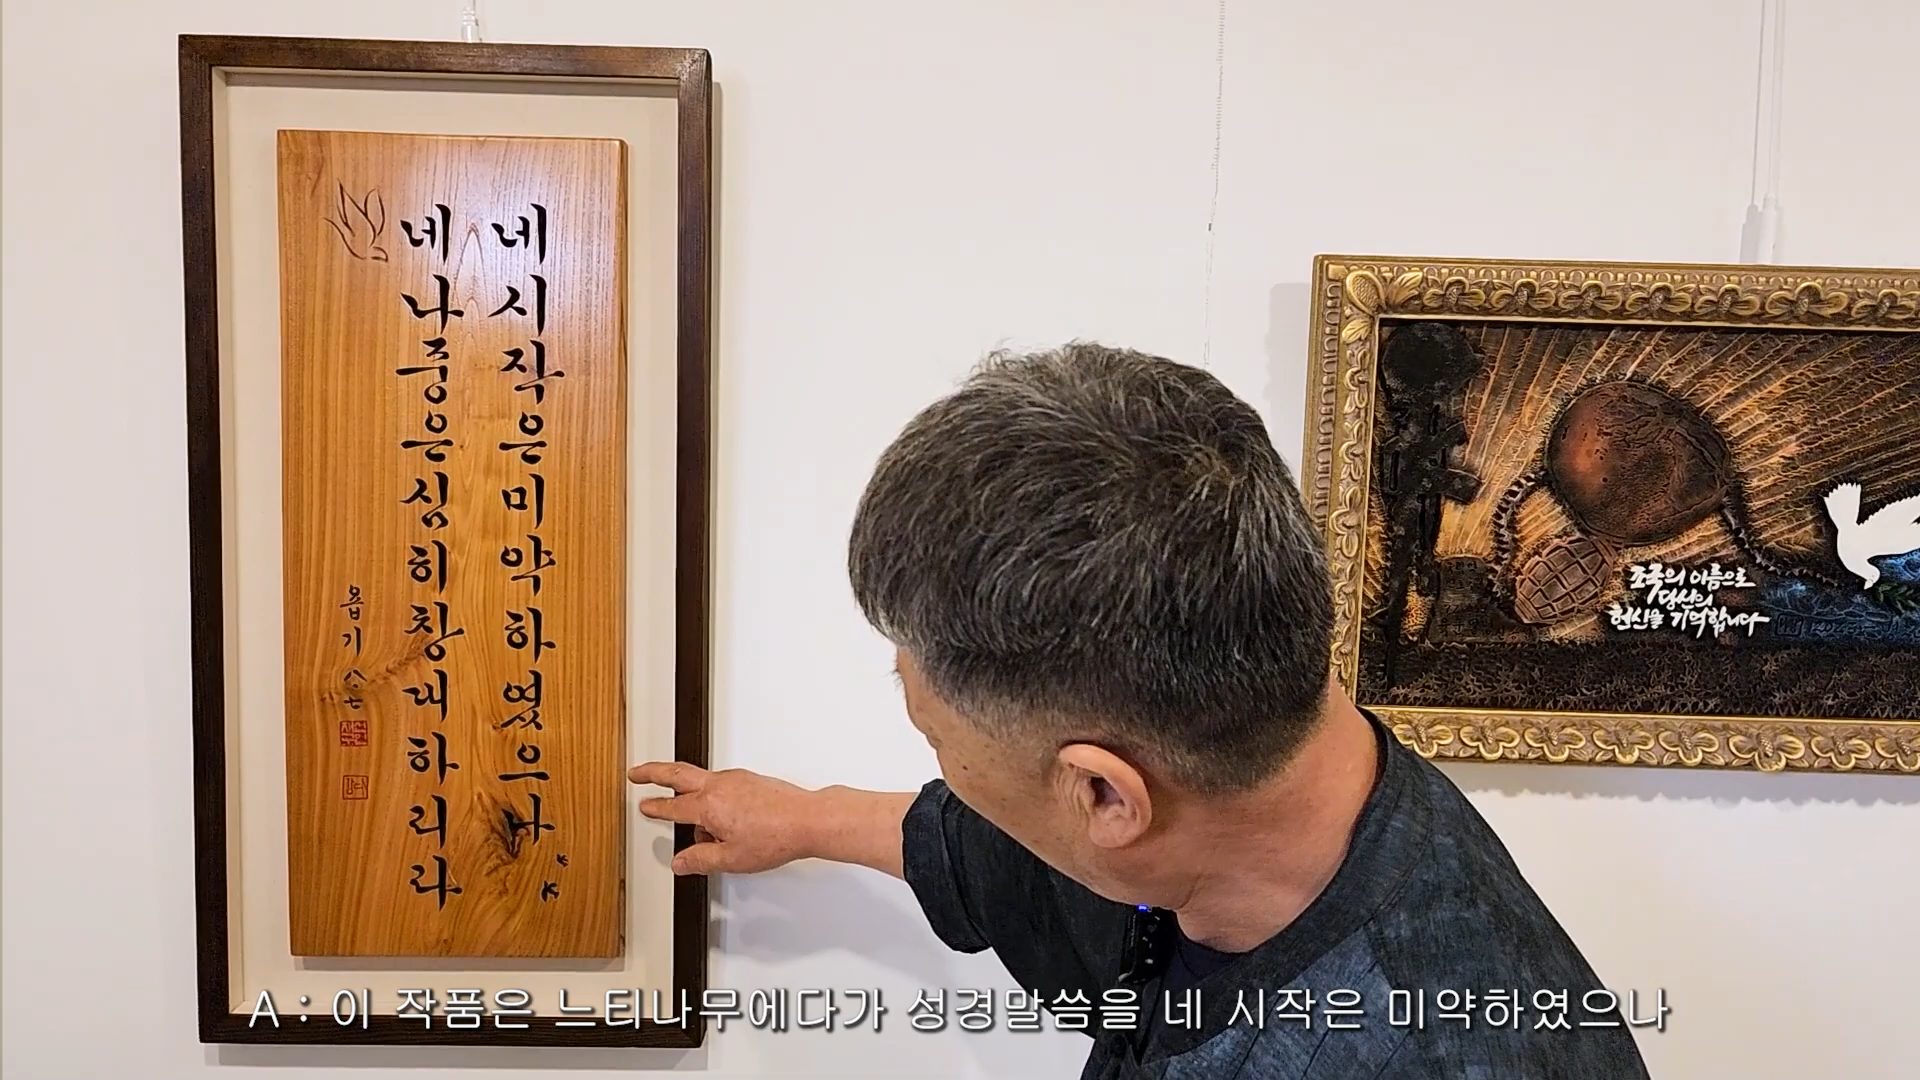 네시작은미약하였으나
네나중은심히창대하리라
욥기 八.七
조국의 이름으로
당신의
헌신을 기억합니다
A : 이 작품은 느티나무에다가 성경말씀을 네 시작은 미약하였으나